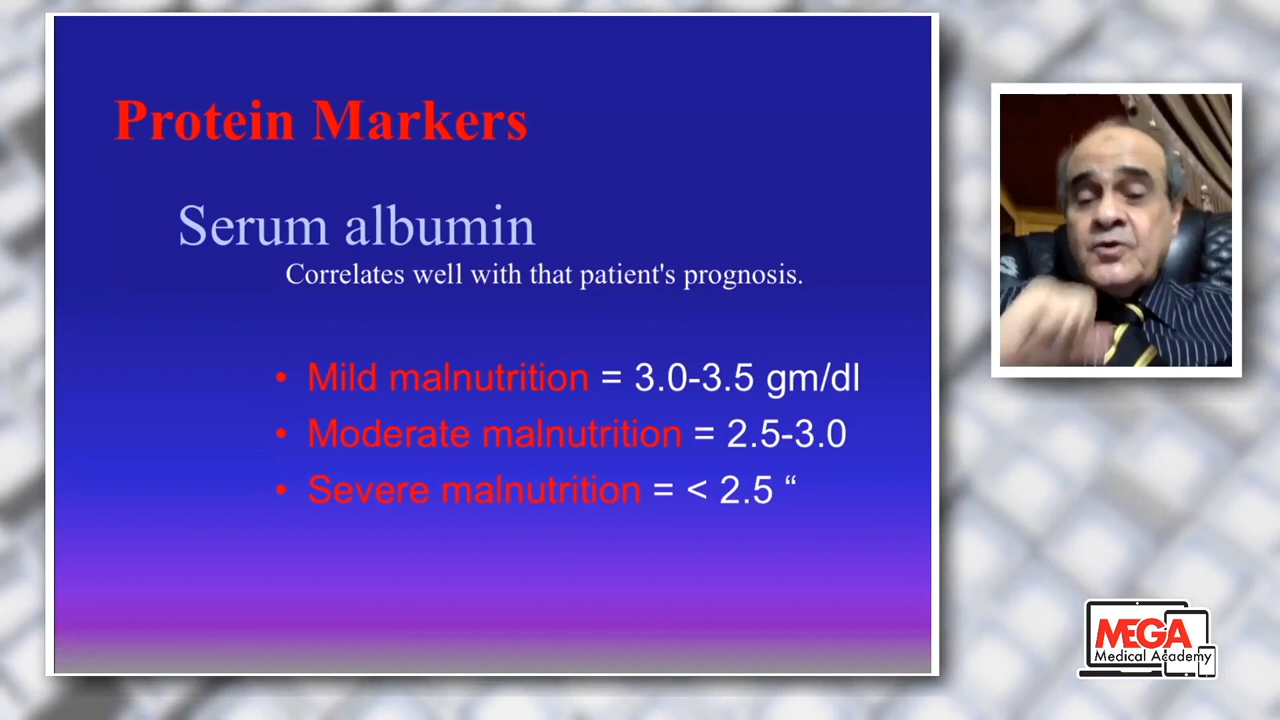 Protein Markers
Serum albumin
Correlates well with that patient's prognosis.
• Mild malnutrition = 3.0-3.5 gm/dl
• Moderate malnutrition = 2.5-3.0
• Severe malnutrition = < 2.5 “
MEGA
Medical Academy